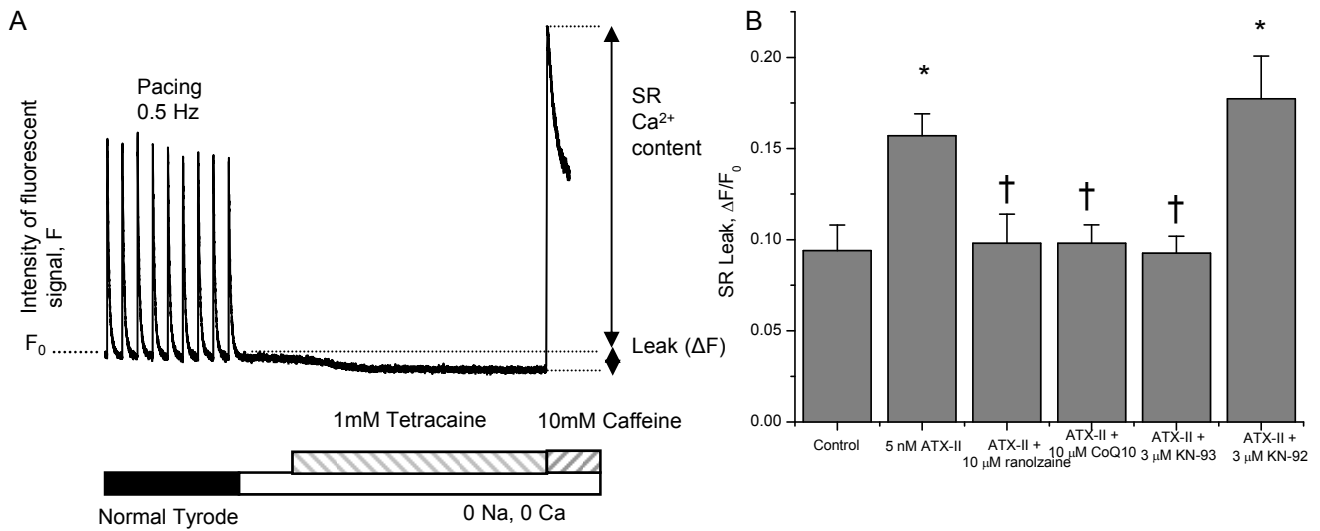 A
Pacing
0.5 Hz
Intensity of fluorescent
signal, F
F0
SR
Ca2+
content
Leak (ΔF)
1mM Tetracaine
10mM Caffeine
Normal Tyrode
0 Na, 0 Ca
B
SR Leak, ΔF/F0
0.20
0.15
0.10
0.05
0.00
*
†
†
†
*
Control
5 nM ATX-II
ATX-II +
10 μM ranolzaine
ATX-II +
10 μM CoQ10
ATX-II +
3 μM KN-93
ATX-II +
3 μM KN-92